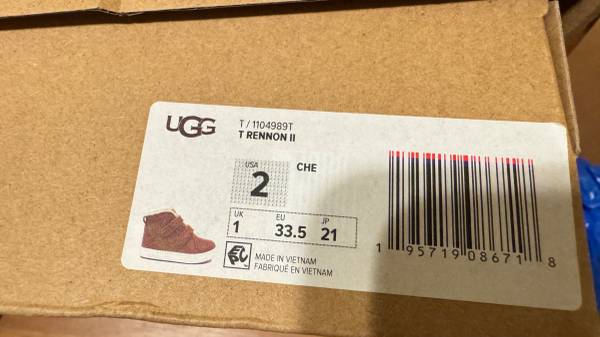 UGG
T / 1104989T
T RENNON II
USA
2
CHE
UK EU JP
1 33.5 21
MADE IN VIETNAM
FABRIQUÉ EN VIETNAM
1 95719 08671 8